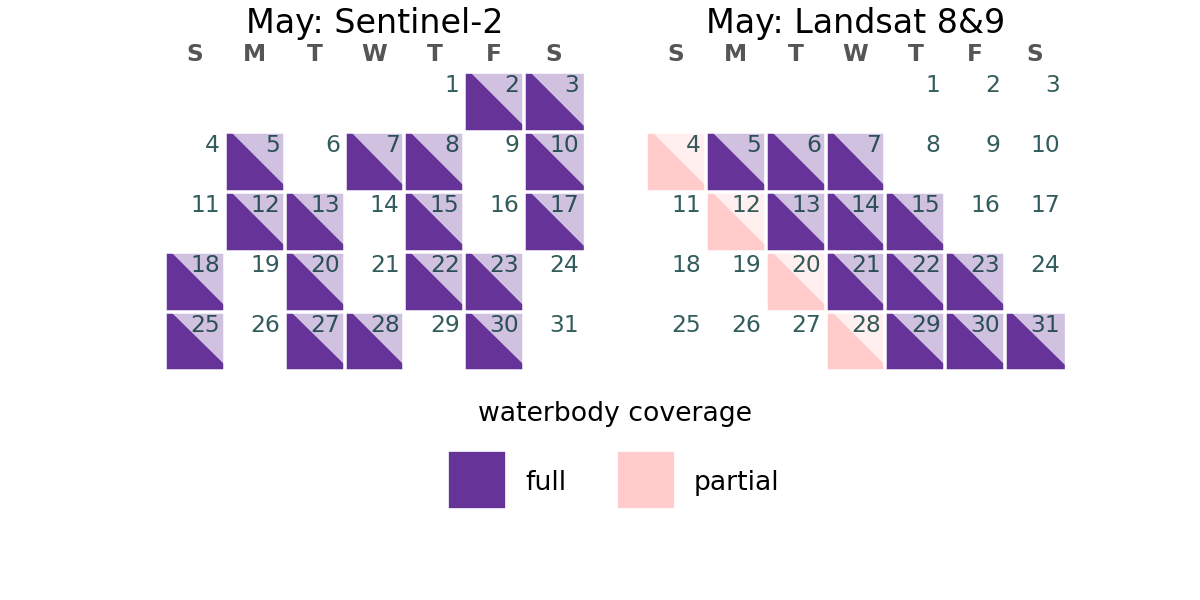 May: Sentinel-2
S M T W T F S
1 2 3
4 5 6 7 8 9 10
11 12 13 14 15 16 17
18 19 20 21 22 23 24
25 26 27 28 29 30 31
May: Landsat 8&9
S M T W T F S
1 2 3
4 5 6 7 8 9 10
11 12 13 14 15 16 17
18 19 20 21 22 23 24
25 26 27 28 29 30 31
waterbody coverage
full partial